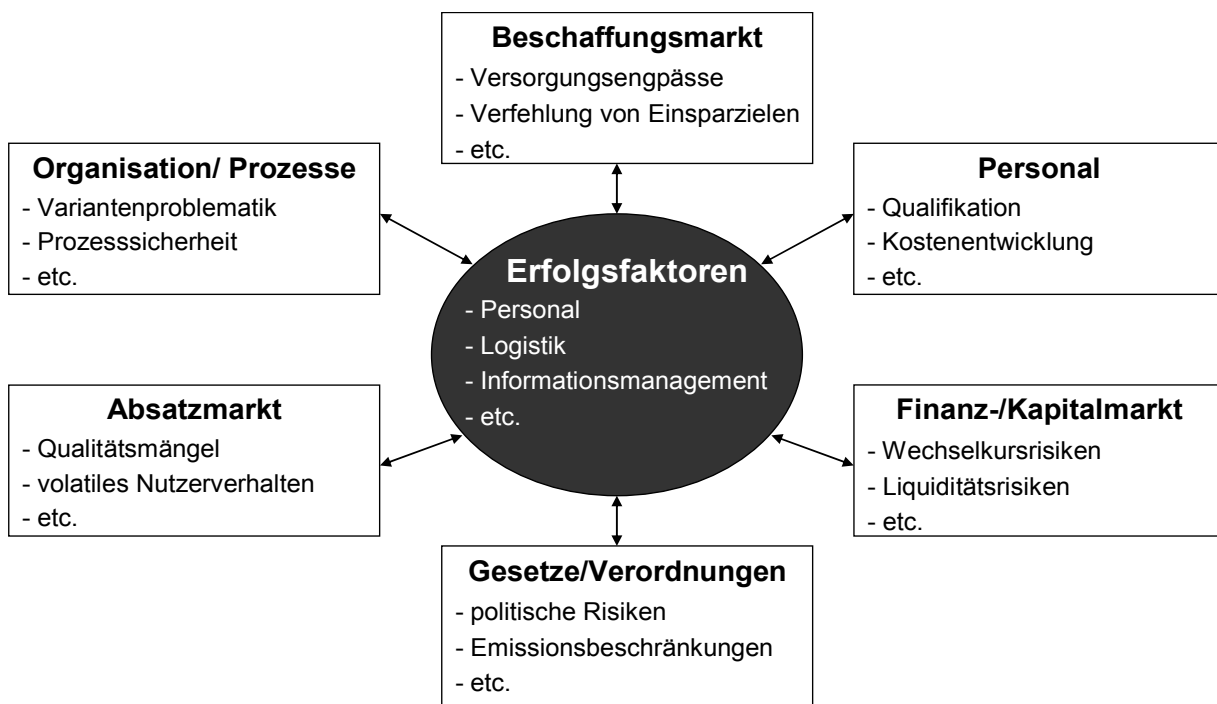 Beschaffungsmarkt
- Versorgungsengpässe
- Verfehlung von Einsparzielen
- etc.
Organisation/ Prozesse
- Variantenproblematik
- Prozesssicherheit
- etc.
Personal
- Qualifikation
- Kostenentwicklung
- etc.
Erfolgsfaktoren
- Personal
- Logistik
- Informationsmanagement
- etc.
Absatzmarkt
- Qualitätsmängel
- volatiles Nutzerverhalten
- etc.
Finanz-/Kapitalmarkt
- Wechselkursrisiken
- Liquiditätsrisiken
- etc.
Gesetze/Verordnungen
- politische Risiken
- Emissionsbeschränkungen
- etc.